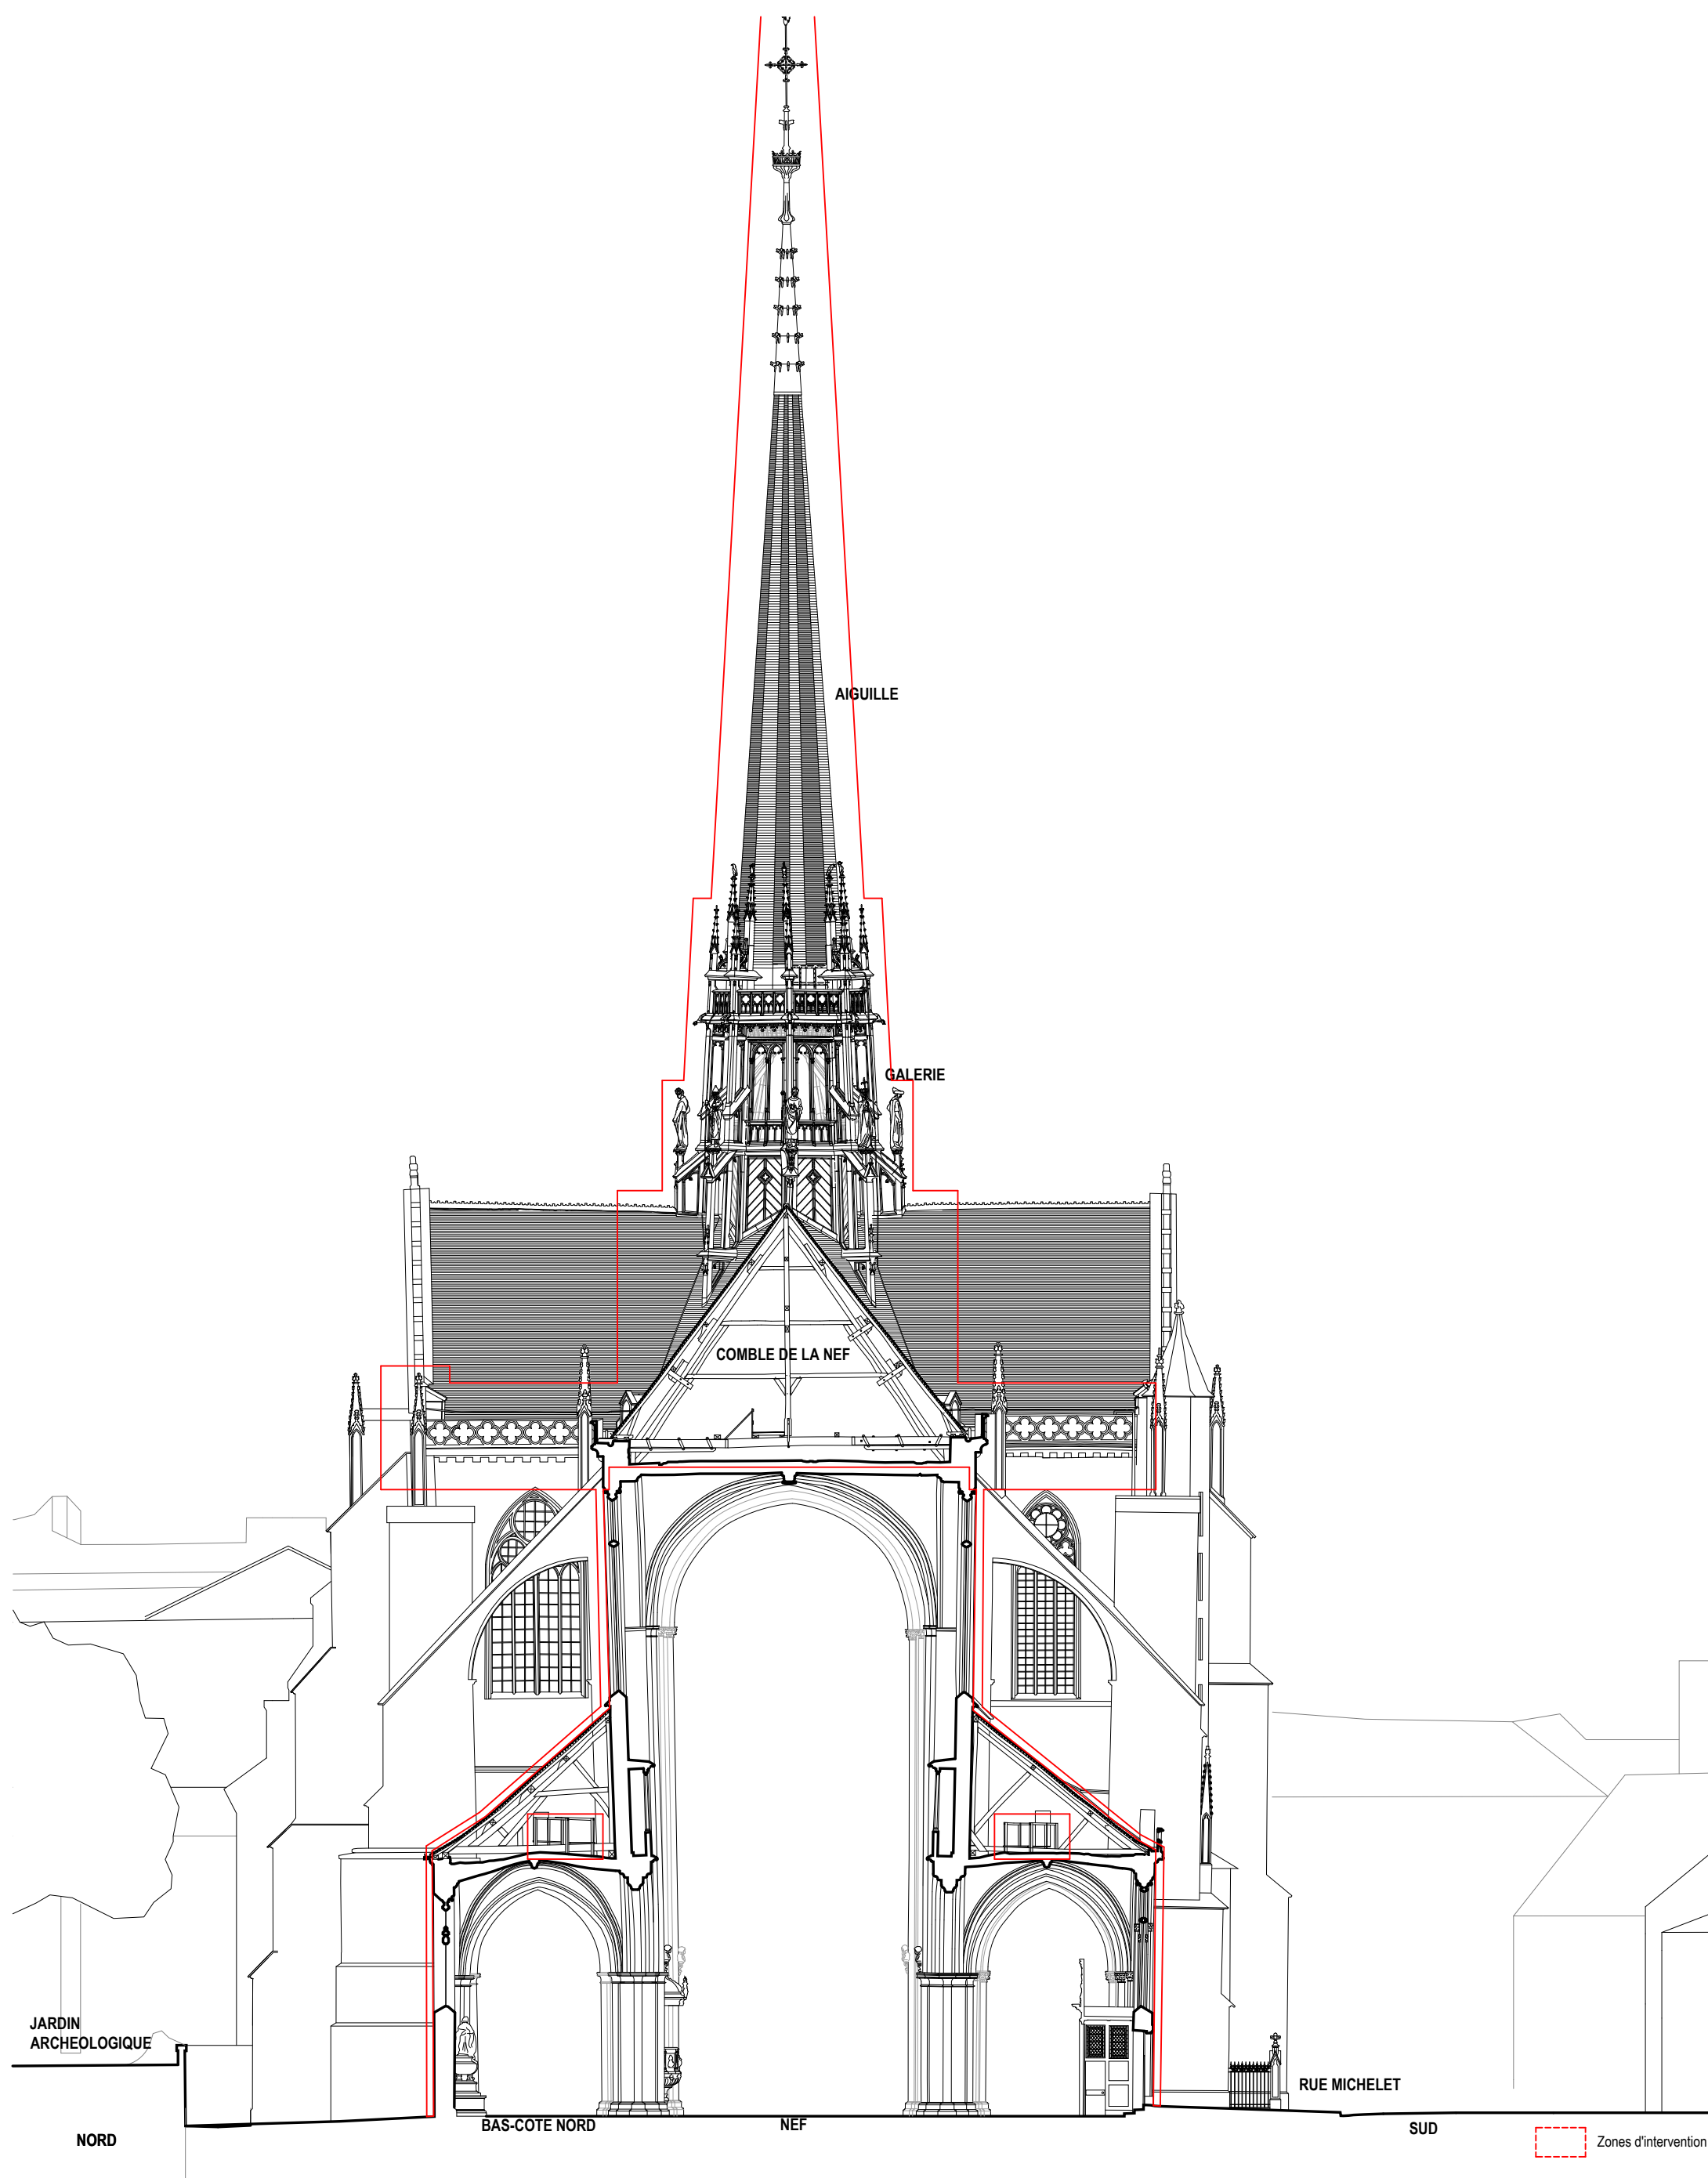 AIGUILLE
GALERIE
COMBLE DE LA NEF
JARDIN
ARCHEOLOGIQUE
RUE MICHELET
BAS-COTE NORD
NEF
SUD
NORD
Zones d'intervention